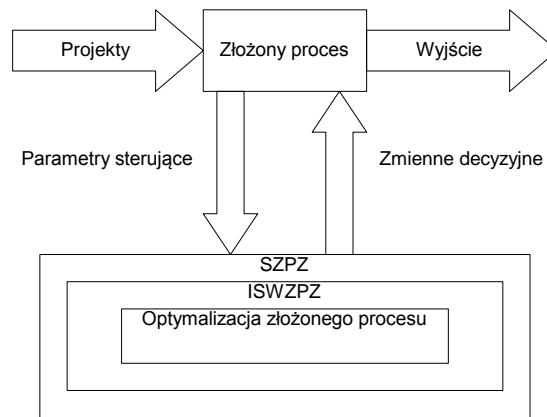 Projekty
Złożony proces
Wyjście
Parametry sterujące
Zmienne decyzyjne
SZPZ
ISWZPZ
Optymalizacja złożonego procesu